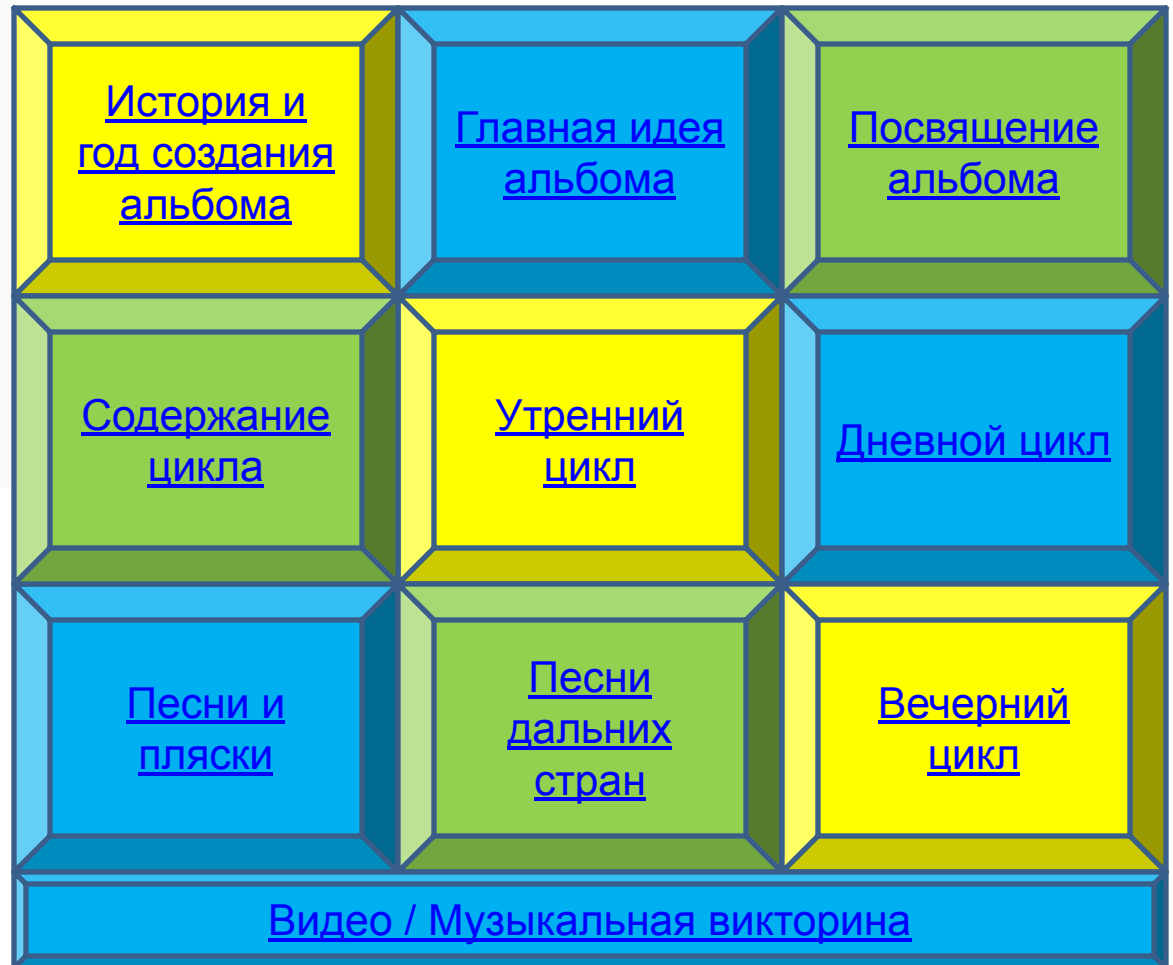 История и
год создания
альбома
Главная идея
альбома
Посвящение
альбома
Содержание
цикла
Утренний
цикл
Дневной цикл
Песни и
пляски
Песни
дальних
стран
Вечерний
цикл
Видео / Музыкальная викторина